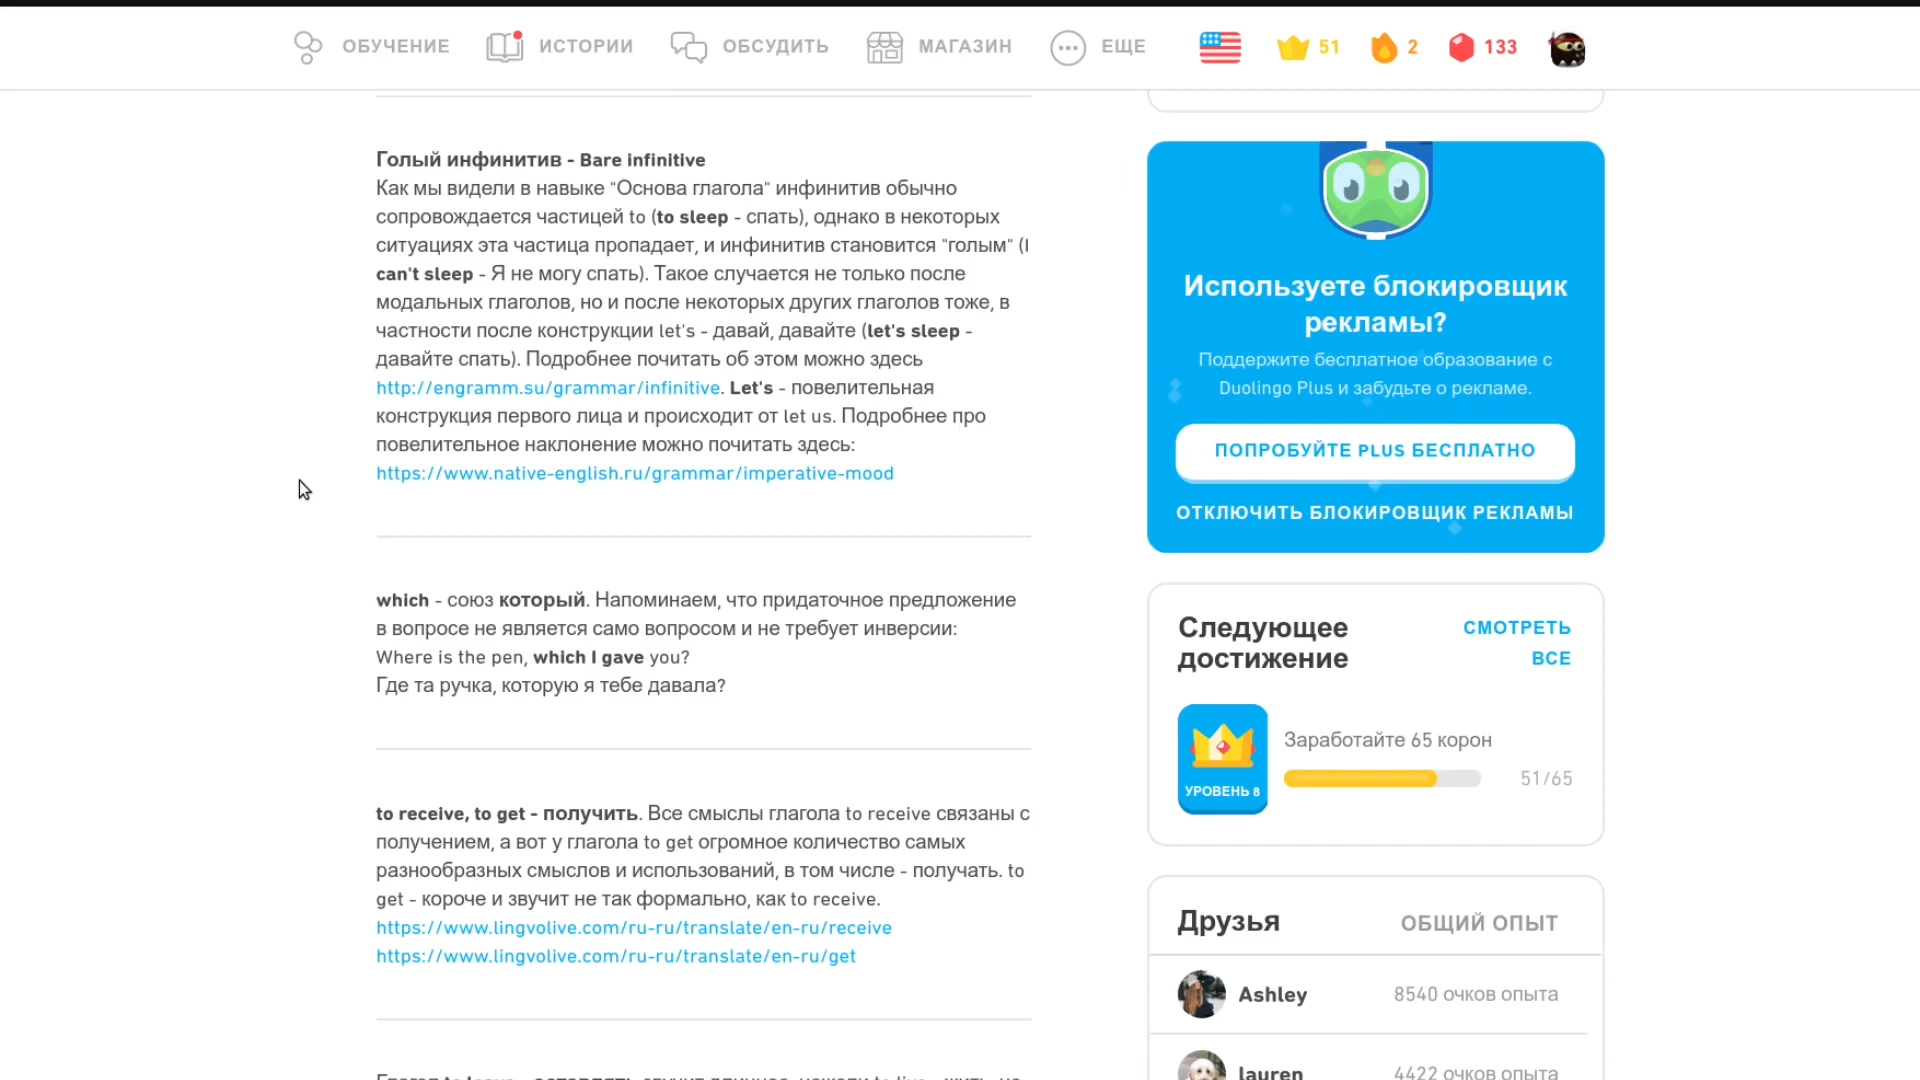 ОБУЧЕНИЕ
ИСТОРИИ
ОБСУДИТЬ
МАГАЗИН
ЕЩЕ
51
2
133
Голый инфинитив - Bare infinitive
Как мы видели в навыке "Основа глагола" инфинитив обычно
сопровождается частицей to (to sleep - спать), однако в некоторых
ситуациях эта частица пропадает, и инфинитив становится "голым" (I
can't sleep - Я не могу спать). Такое случается не только после
модальных глаголов, но и после некоторых других глаголов тоже, в
частности после конструкции let's - давай, давайте (let's sleep -
давайте спать). Подробнее почитать об этом можно здесь
http://engramm.su/grammar/infinitive. Let's - повелительная
конструкция первого лица и происходит от let us. Подробнее про
повелительное наклонение можно почитать здесь:
https://www.native-english.ru/grammar/imperative-mood
which - союз который. Напоминаем, что придаточное предложение
в вопросе не является само вопросом и не требует инверсии:
Where is the pen, which I gave you?
Где та ручка, которую я тебе давала?
to receive, to get - получить. Все смыслы глагола to receive связаны с
получением, а вот у глагола to get огромное количество самых
разнообразных смыслов и использований, в том числе - получать. to
get - короче и звучит не так формально, как to receive.
https://www.lingvolive.com/ru-ru/translate/en-ru/receive
https://www.lingvolive.com/ru-ru/translate/en-ru/get
Глагол to leave - оставлять звучит длиннее, нежели to live - жить, но
Используете блокировщик
рекламы?
Поддержите бесплатное образование с
Duolingo Plus и забудьте о рекламе.
ПОПРОБУЙТЕ PLUS БЕСПЛАТНО
ОТКЛЮЧИТЬ БЛОКИРОВЩИК РЕКЛАМЫ
Следующее
достижение
СМОТРЕТЬ
ВСЕ
УРОВЕНЬ 8
Заработайте 65 корон
51/65
Друзья
ОБЩИЙ ОПЫТ
Ashley
8540 очков опыта
lauren
4422 очков опыта